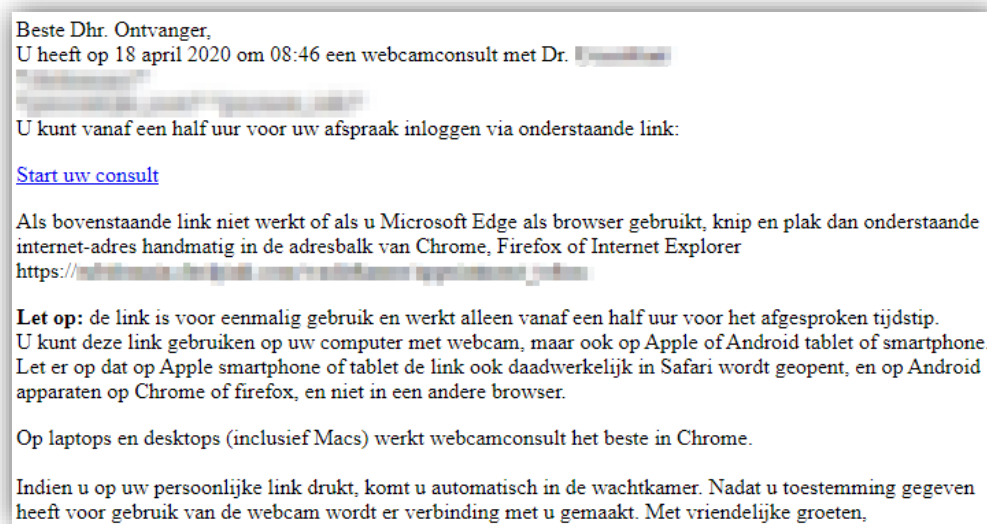 Beste Dhr. Ontvanger,
U heeft op 18 april 2020 om 08:46 een webcamconsult met Dr.
U kunt vanaf een half uur voor uw afspraak inloggen via onderstaande link:
Start uw consult
Als bovenstaande link niet werkt of als u Microsoft Edge als browser gebruikt, knip en plak dan onderstaande
internet-adres handmatig in de adresbalk van Chrome, Firefox of Internet Explorer
https://
Let op: de link is voor eenmalig gebruik en werkt alleen vanaf een half uur voor het afgesproken tijdstip.
U kunt deze link gebruiken op uw computer met webcam, maar ook op Apple of Android tablet of smartphone.
Let er op dat op Apple smartphone of tablet de link ook daadwerkelijk in Safari wordt geopent, en op Android
apparaten op Chrome of firefox, en niet in een andere browser.
Op laptops en desktops (inclusief Macs) werkt webcamconsult het beste in Chrome.
Indien u op uw persoonlijke link drukt, komt u automatisch in de wachtkamer. Nadat u toestemming gegeven
heeft voor gebruik van de webcam wordt er verbinding met u gemaakt. Met vriendelijke groeten,